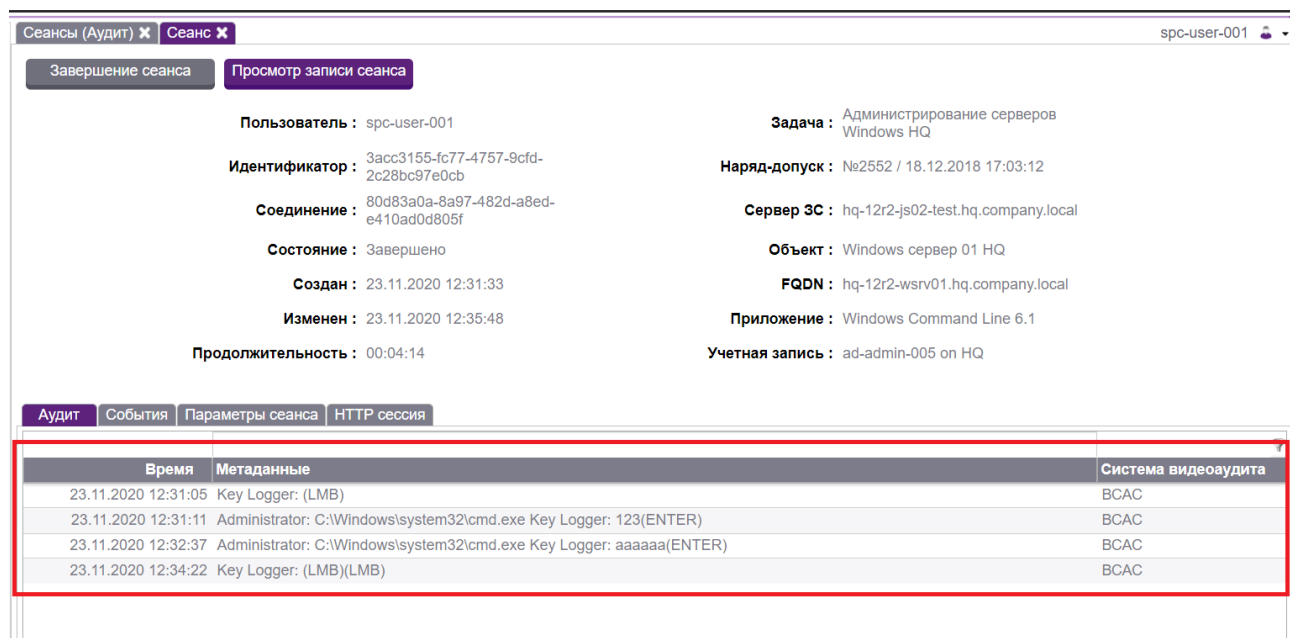 Сеансы (Аудит) Сеанс spc-user-001
Завершение сеанса Просмотр записи сеанса
Пользователь : spc-user-001
Задача : Администрирование серверов
Windows HQ
Идентификатор : 3acc3155-fc77-4757-9cfd-
2c28bc97e0cb
Наряд-допуск : №2552 / 18.12.2018 17:03:12
Соединение : 80d83a0a-8a97-482d-a8ed-
e410ad0d805f
Сервер ЗС : hq-12r2-js02-test.hq.company.local
Состояние : Завершено
Объект : Windows сервер 01 HQ
Создан : 23.11.2020 12:31:33
FQDN : hq-12r2-wsrv01.hq.company.local
Изменен : 23.11.2020 12:35:48
Приложение : Windows Command Line 6.1
Продолжительность : 00:04:14
Учетная запись : ad-admin-005 on HQ
Аудит События Параметры сеанса HTTP сессия
Время Метаданные Система видеоаудита
23.11.2020 12:31:05 Key Logger: (LMB) ВСАС
23.11.2020 12:31:11 Administrator: C:\Windows\system32\cmd.exe Key Logger: 123(ENTER) ВСАС
23.11.2020 12:32:37 Administrator: C:\Windows\system32\cmd.exe Key Logger: aaaaaa(ENTER) ВСАС
23.11.2020 12:34:22 Key Logger: (LMB)(LMB) ВСАС